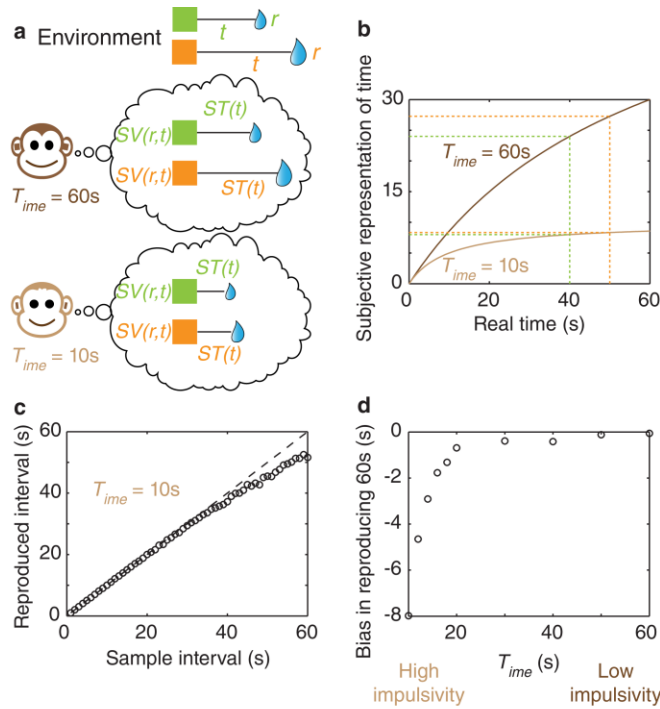 a
Environment
t
r
t
r
ST(t)
SV(r,t)
SV(r,t)
ST(t)
T_ime = 60s
ST(t)
SV(r,t)
SV(r,t)
ST(t)
T_ime = 10s
b
Subjective representation of time
30
15
0
T_ime = 60s
T_ime = 10s
0 20 40 60
Real time (s)
c
Reproduced interval (s)
60
40
20
T_ime = 10s
0 20 40 60
Sample interval (s)
d
Bias in reproducing 60s (s)
0
-2
-4
-6
-8
20 40 60
T_ime (s)
High
impulsivity
Low
impulsivity